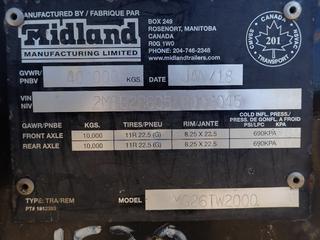 MANUFACTURED BY / FABRIQUE PAR
Midland
MANUFACTURING LIMITED
BOX 249
ROSENORT, MANITOBA
CANADA
R0G 1W0
PHONE: 204-746-2348
www.midlandtrailers.com
CANADA
201
TRANSPORT
GVWR/
PNBV
KGS
DATE
JAN/18
VIN
NIV
GAWR/PNBE
KGS.
TIRES/PNEU
RIM/JANTE
COLD INFL. PRESS./
PRESS. DE GONFL. A FROID
PSI/LPC KPA
FRONT AXLE
10,000
11R 22.5 (G)
8.25 X 22.5
690KPA
REAR AXLE
10,000
11R 22.5 (G)
8.25 X 22.5
690KPA
TYPE: TRA/REM
MODEL